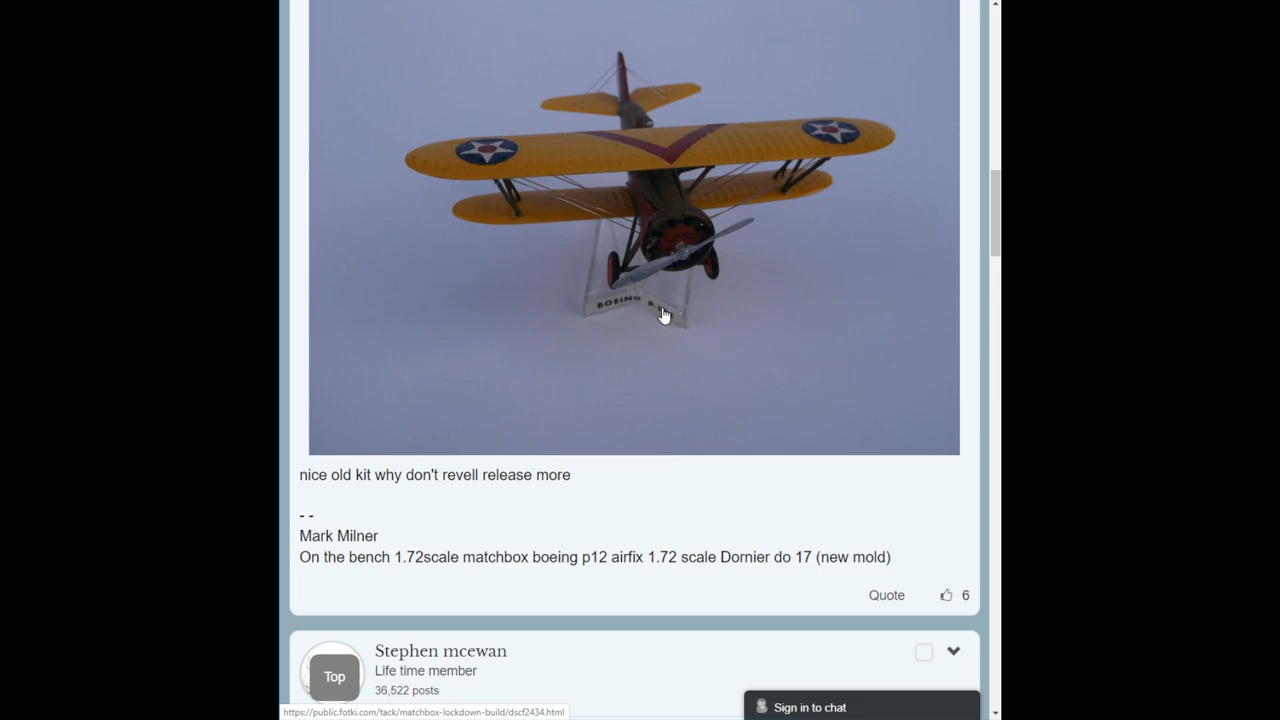 BOEING
nice old kit why don't revell release more
- -
Mark Milner
On the bench 1.72scale matchbox boeing p12 airfix 1.72 scale Dornier do 17 (new mold)
Quote 6
Stephen mcewan
Life time member
36,522 posts
Top
Sign in to chat
https://public.fotki.com/tack/matchbox-lockdown-build/dscf2434.html